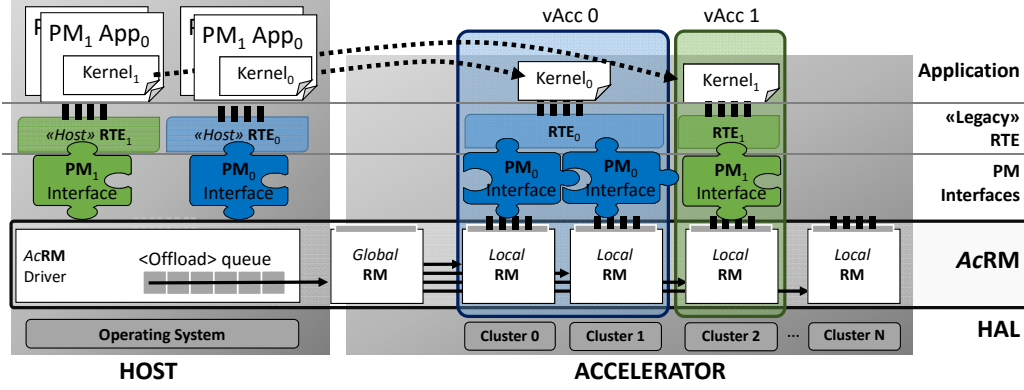 vAcc 0
vAcc 1
P
P
PM1 App0
PM1 App0
Kernel1
Kernel0
Kernel0
Kernel1
Application
«Host» RTE1
«Host» RTE0
RTE0
RTE1
«Legacy»
RTE
PM1
Interface
PM0
Interface
PM0
Interface
PM0
Interface
PM1
Interface
PM
Interfaces
AcRM
Driver
<Offload> queue
Global
RM
Local
RM
Local
RM
Local
RM
Local
RM
AcRM
Operating System
Cluster 0
Cluster 1
Cluster 2
...
Cluster N
HAL
HOST
ACCELERATOR